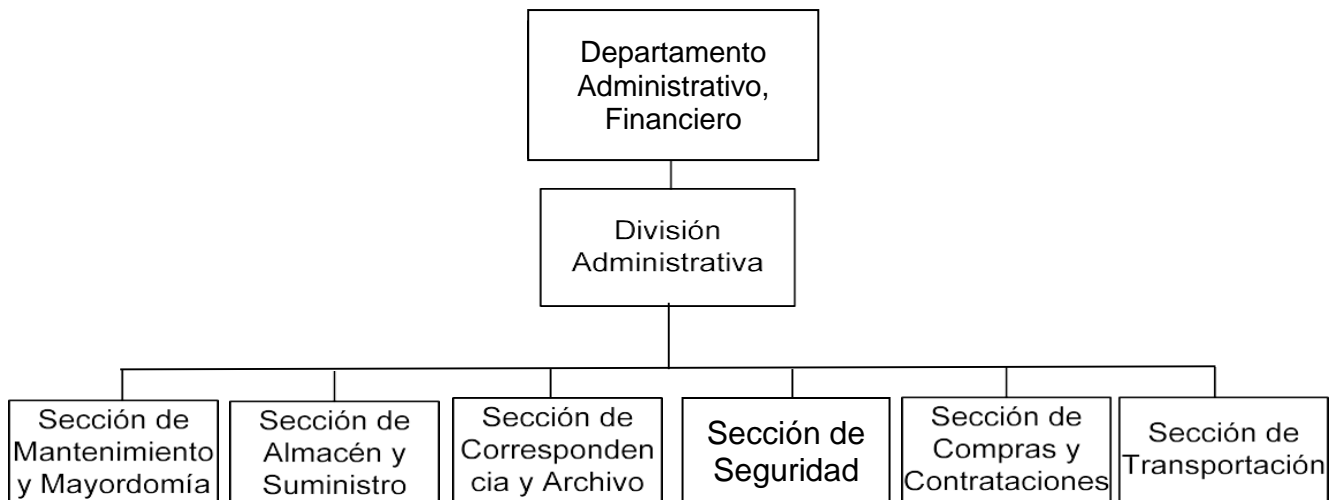 Departamento
Administrativo,
Financiero
División
Administrativa
Sección de
Mantenimiento
y Mayordomía
Sección de
Almacén y
Suministro
Sección de
Corresponden
cia y Archivo
Sección de
Seguridad
Sección de
Compras y
Contrataciones
Sección de
Transportación